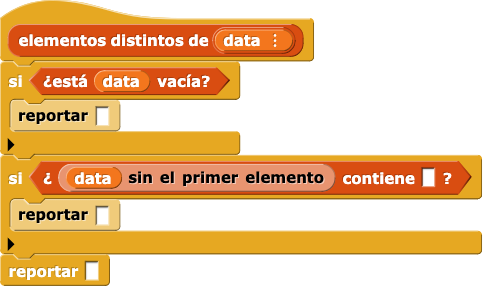 elementos distintos de data ⋮
si ¿está data vacía?
reportar
si ¿ data sin el primer elemento contiene ?
reportar
reportar